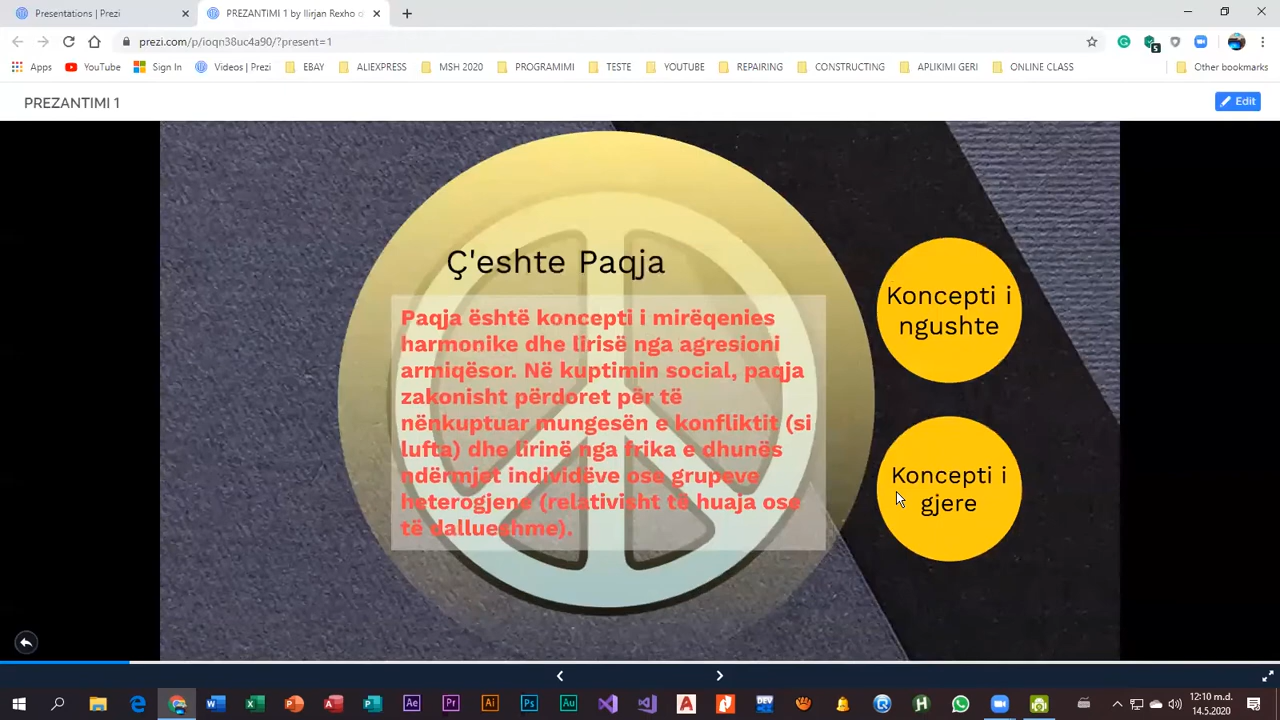 Presentations | Prezi
PREZANTIMI 1 by Ilirjan Rexho o
prezi.com/p/ioqn38uc4a90/?present=1
5
Apps YouTube Sign In Videos | Prezi EBAY ALIEXPRESS MSH 2020 PROGRAMIMI TESTE YOUTUBE REPAIRING CONSTRUCTING APLIKIMI GERI ONLINE CLASS Other bookmarks
PREZANTIMI 1
Edit
Ç'eshte Paqja
Paqja është koncepti i mirëqenies
harmonike dhe lirisë nga agresioni
armiqësor. Në kuptimin social, paqja
zakonisht përdoret për të
nënkuptuar mungesën e konfliktit (si
lufta) dhe lirinë nga frika e dhunës
ndërmjet individëve ose grupeve
heterogjene (relativisht të huaja ose
të dallueshme).
Koncepti i
ngushte
Koncepti i
gjere
12:10 m.d.
14.5.2020